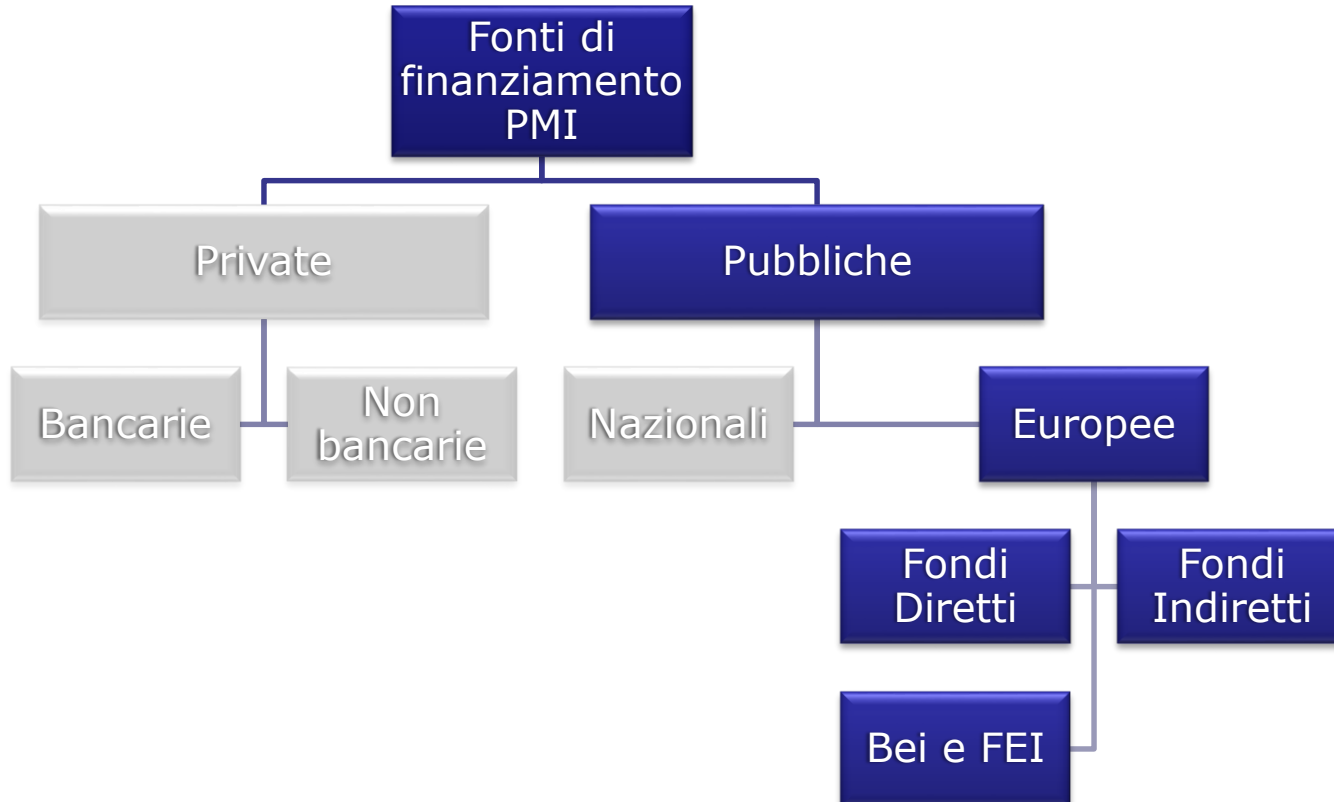 Fonti di
finanziamento
PMI
Private
Pubbliche
Bancarie
Non
bancarie
Nazionali
Europee
Fondi
Diretti
Fondi
Indiretti
Bei e FEI